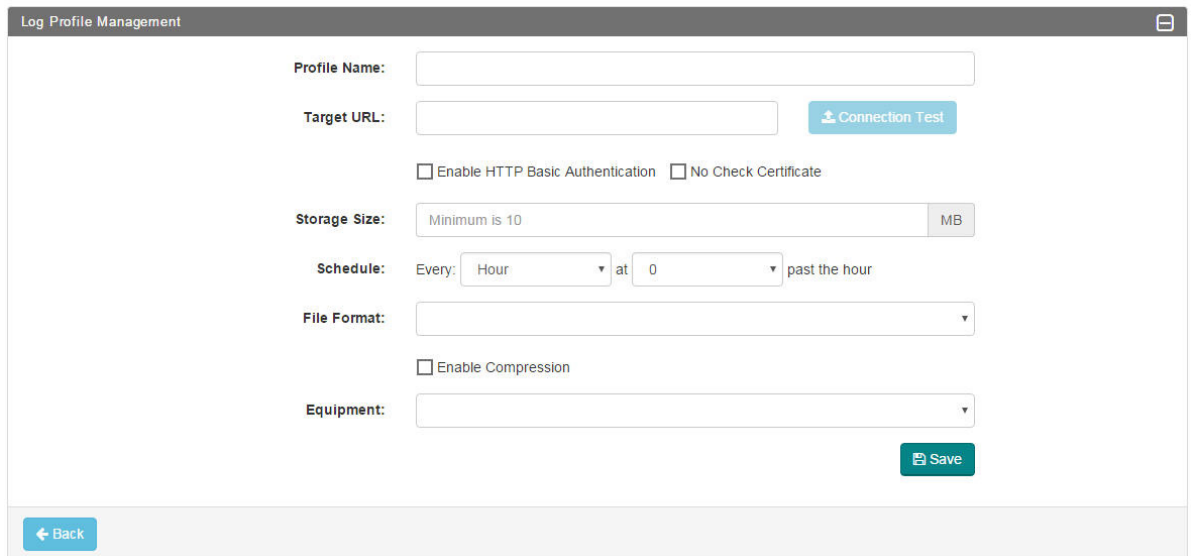 Log Profile Management
Profile Name:
Target URL: Connection Test
Enable HTTP Basic Authentication No Check Certificate
Storage Size: Minimum is 10 MB
Schedule: Every: Hour at 0 past the hour
File Format:
Enable Compression
Equipment:
Save
Back